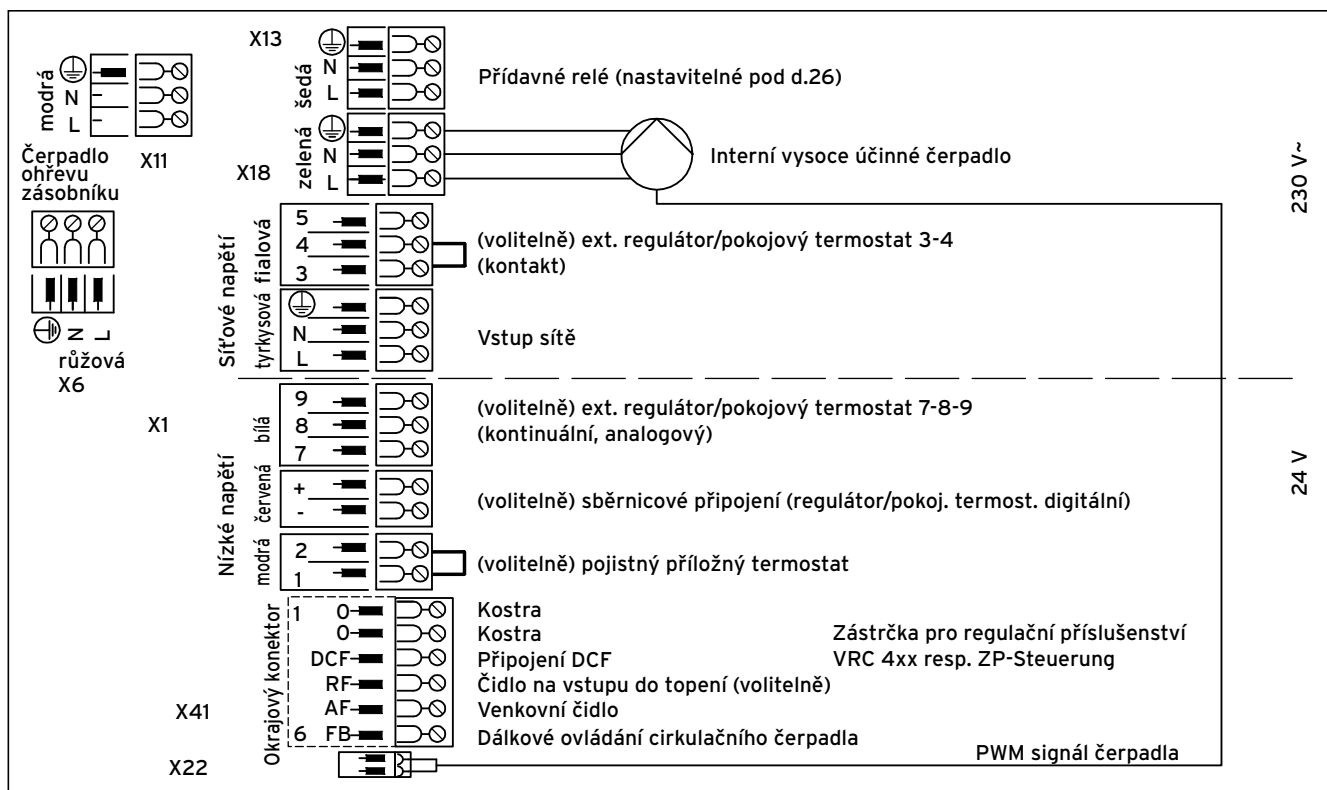 modrá
N
L
X11
Čerpadlo
ohřevu
zásobníku
N
L
růžová
X6
X13
šedá
N
L
Přídavné relé (nastavitelné pod d.26)
X18
zelená
N
L
Interní vysoce účinné čerpadlo
230 V~
Síťové napětí
fialová
5
4
3
(volitelně) ext. regulátor/pokojový termostat 3-4
(kontakt)
tyrkysová
N
L
Vstup sítě
X1
Nízké napětí
bílá
9
8
7
(volitelně) ext. regulátor/pokojový termostat 7-8-9
(kontinuální, analogový)
24 V
červená
+
-
(volitelně) sběrnicové připojení (regulátor/pokoj. termost. digitální)
modrá
2
1
(volitelně) pojistný příložný termostat
Okrajový konektor
X41
1 0 Kostra
0 Kostra
DCF Připojení DCF
RF Čidlo na vstupu do topení (volitelně)
AF Venkovní čidlo
6 FB Dálkové ovládání cirkulačního čerpadla
Zástrčka pro regulační příslušenství
VRC 4xx resp. ZP-Steuerung
X22
PWM signál čerpadla